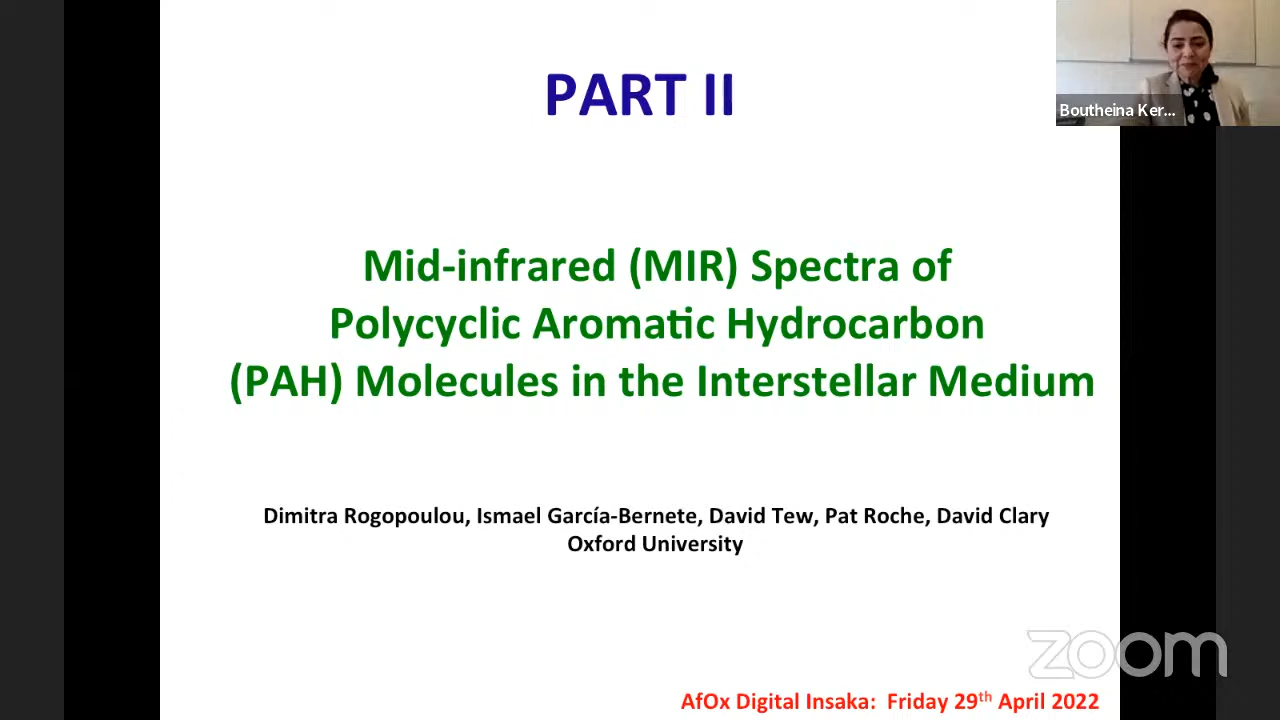 PART II
Boutheina Ker...
Mid-infrared (MIR) Spectra of
Polycyclic Aromatic Hydrocarbon
(PAH) Molecules in the Interstellar Medium
Dimitra Rogopoulou, Ismael García-Bernete, David Tew, Pat Roche, David Clary
Oxford University
zoom
AfOx Digital Insaka: Friday 29th April 2022